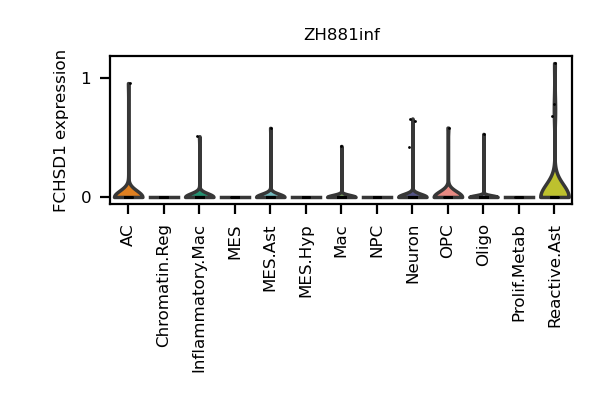 ZH881inf
FCHSD1 expression
1
0
AC
Chromatin.Reg
Inflammatory.Mac
MES
MES.Ast
MES.Hyp
Mac
NPC
Neuron
OPC
Oligo
Prolif.Metab
Reactive.Ast